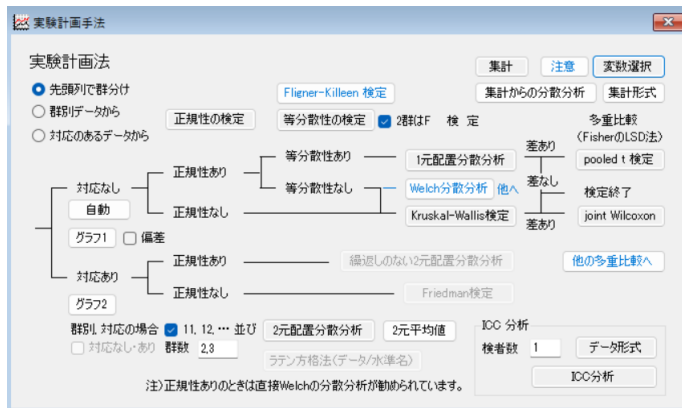 実験計画手法
実験計画法
集計 注意 変数選択
先頭列で群分け Fligner-Killeen 検定 集計からの分散分析 集計形式
群別データから 正規性の検定 等分散性の検定 2群はF 検 定 多重比較
対応のあるデータから (FisherのLSD法)
等分散性あり 1元配置分散分析 差あり pooled t 検定
正規性あり
対応なし 等分散性なし Welch分散分析 他へ 差なし 検定終了
自動 正規性なし Kruskal-Wallis検定 差あり joint Wilcoxon
グラフ1 偏差
正規性あり 繰返しのない2元配置分散分析 他の多重比較へ
対応あり
正規性なし Friedman検定
グラフ2
群別, 対応の場合 11, 12, … 並び 2元配置分散分析 2元平均値 ICC 分析
対応なし・あり 群数 2,3 検者数 1 データ形式
ラテン方格法(データ/水準名)
ICC分析
注)正規性ありのときは直接Welchの分散分析が勧められています。